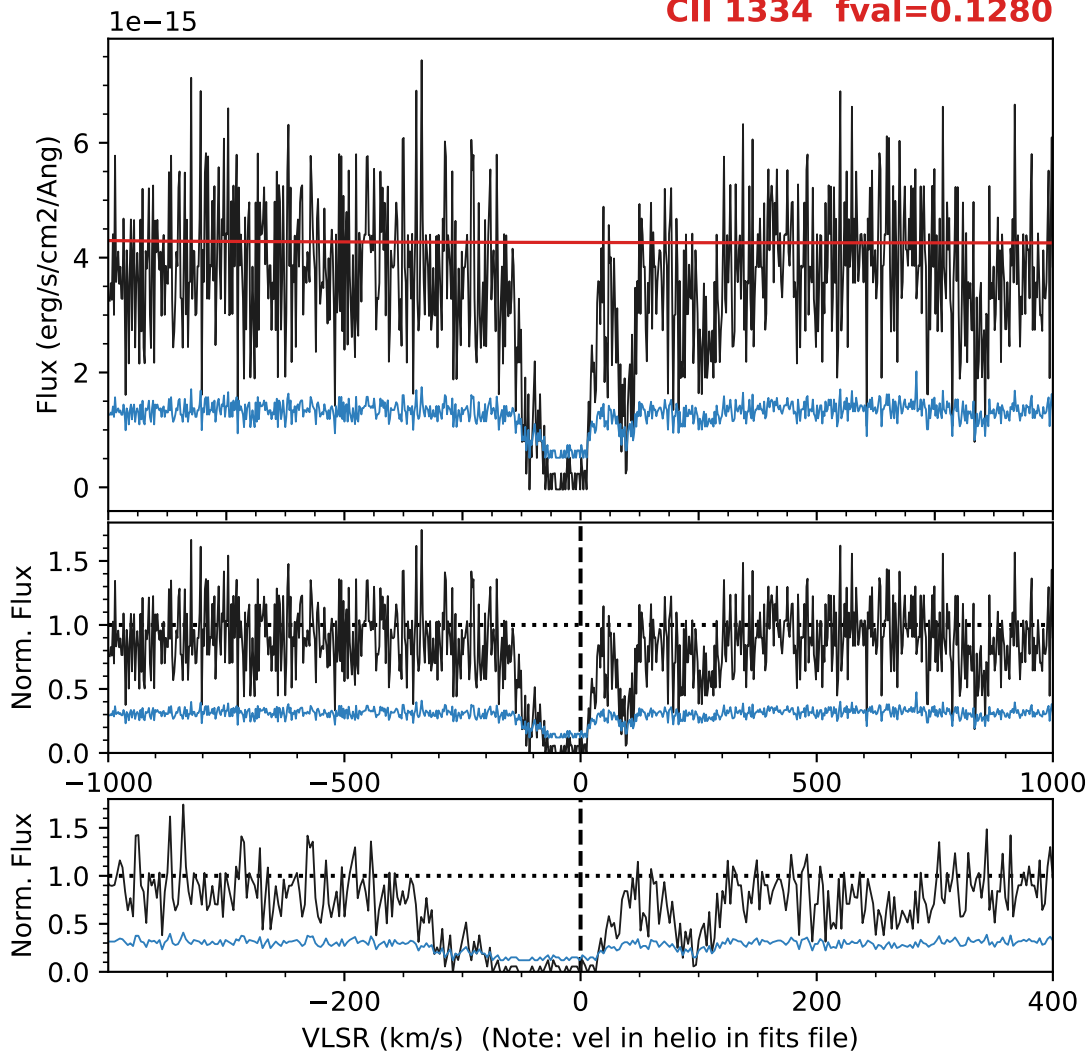 CII 1334 fval=0.1280
1e−15
Flux (erg/s/cm2/Ang)
6
4
2
0
Norm. Flux
1.5
1.0
0.5
0.0
−1000 −500 0 500 1000
Norm. Flux
1.5
1.0
0.5
0.0
−200 0 200 400
VLSR (km/s) (Note: vel in helio in fits file)